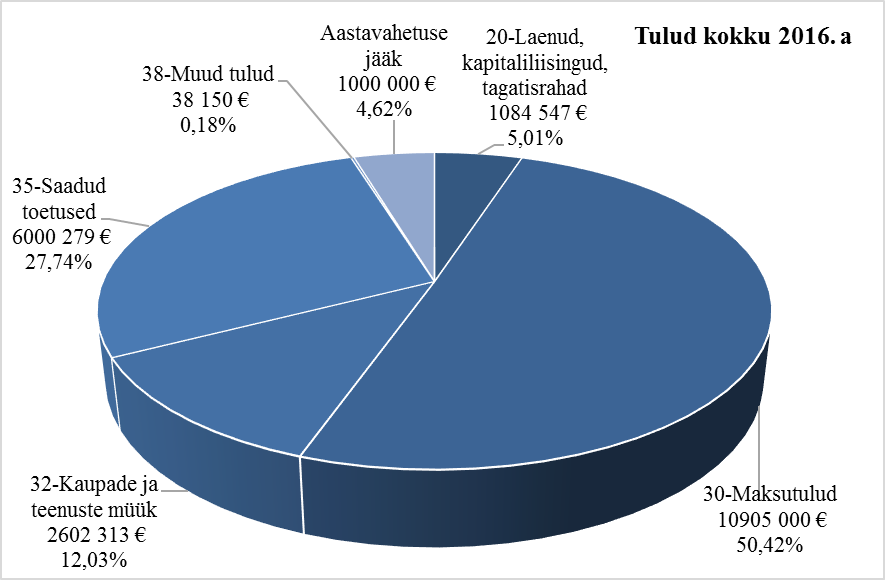 Tulud kokku 2016. a
20-Laenud,
kapitaliliisingud,
tagatisrahad
1084 547 €
5,01%
30-Maksutulud
10905 000 €
50,42%
32-Kaupade ja
teenuste müük
2602 313 €
12,03%
35-Saadud
toetused
6000 279 €
27,74%
38-Muud tulud
38 150 €
0,18%
Aastavahetuse
jääk
1000 000 €
4,62%